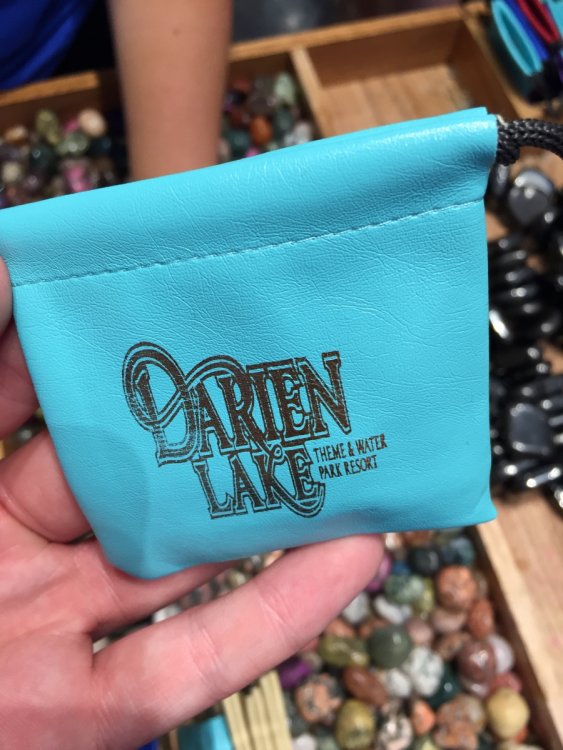 DARIEN
LAKE
THEME & WATER
PARK RESORT